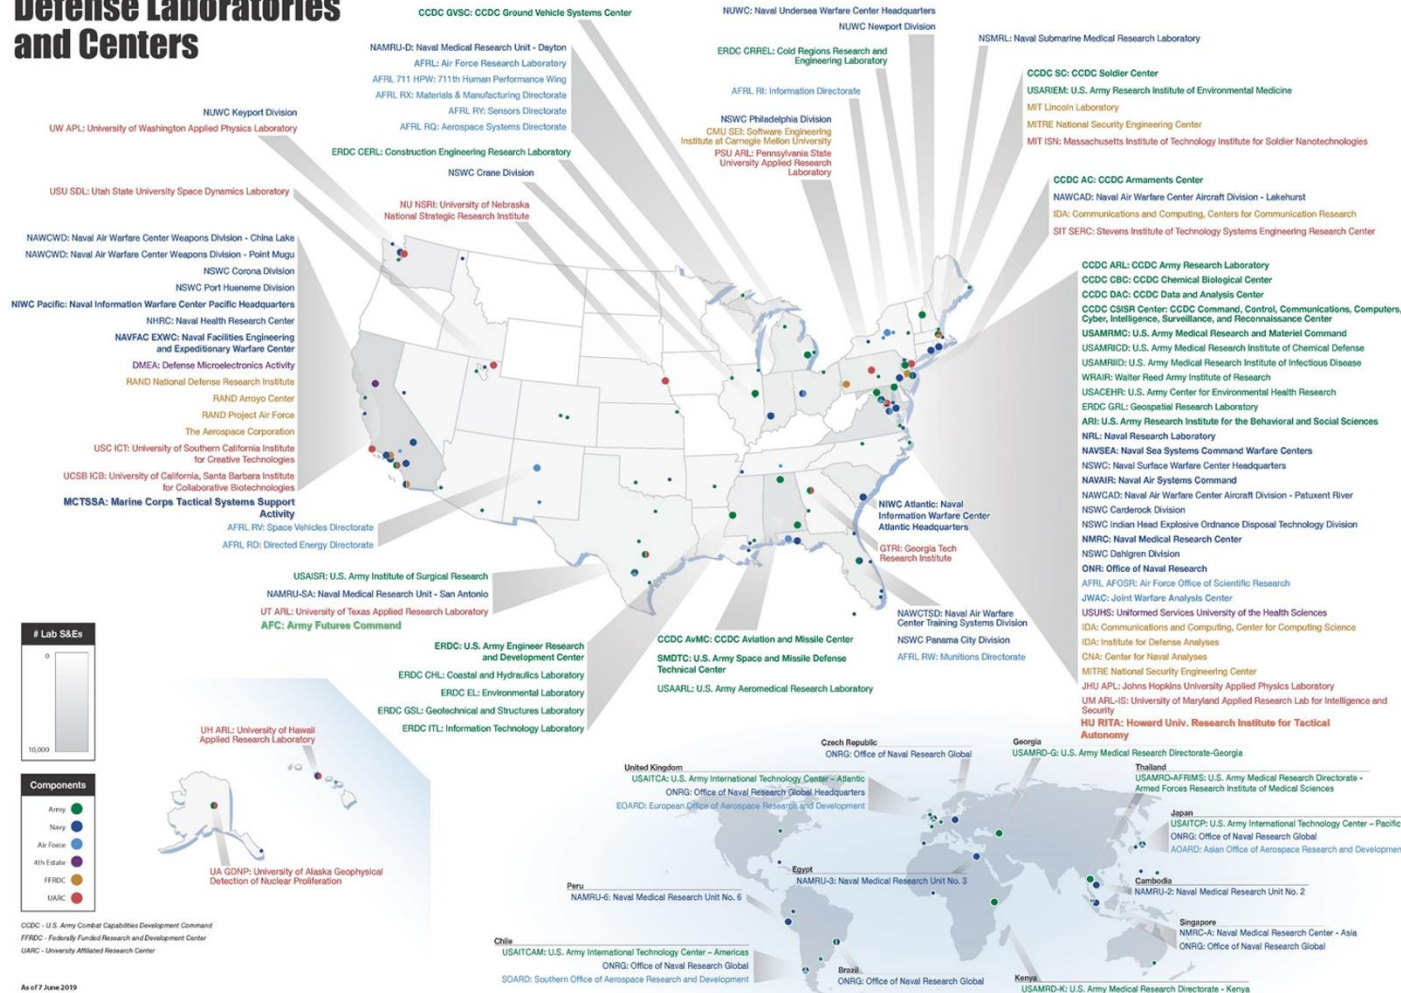 Defense Laboratories
and Centers
CCDC GVSC: CCDC Ground Vehicle Systems Center
NAMRU-D: Naval Medical Research Unit - Dayton
AFRL: Air Force Research Laboratory
AFRL 711 HPW: 711th Human Performance Wing
AFRL RX: Materials & Manufacturing Directorate
AFRL RY: Sensors Directorate
AFRL RQ: Aerospace Systems Directorate
ERDC CERL: Construction Engineering Research Laboratory
NSWC Crane Division
NU NSRI: University of Nebraska
National Strategic Research Institute
NUWC Keyport Division
UW APL: University of Washington Applied Physics Laboratory
USU SDL: Utah State University Space Dynamics Laboratory
NAWCWD: Naval Air Warfare Center Weapons Division - China Lake
NAWCWD: Naval Air Warfare Center Weapons Division - Point Mugu
NSWC Corona Division
NSWC Port Hueneme Division
NIWC Pacific: Naval Information Warfare Center Pacific Headquarters
NHRC: Naval Health Research Center
NAVFAC EXWC: Naval Facilities Engineering
and Expeditionary Warfare Center
DMEA: Defense Microelectronics Activity
RAND National Defense Research Institute
RAND Arroyo Center
RAND Project Air Force
The Aerospace Corporation
USC ICT: University of Southern California Institute
for Creative Technologies
UCSB ICB: University of California, Santa Barbara Institute
for Collaborative Biotechnologies
MCTSSA: Marine Corps Tactical Systems Support
Activity
AFRL RV: Space Vehicles Directorate
AFRL RD: Directed Energy Directorate
USAISR: U.S. Army Institute of Surgical Research
NAMRU-SA: Naval Medical Research Unit - San Antonio
UT ARL: University of Texas Applied Research Laboratory
AFC: Army Futures Command
ERDC: U.S. Army Engineer Research
and Development Center
ERDC CHL: Coastal and Hydraulics Laboratory
ERDC EL: Environmental Laboratory
ERDC GSL: Geotechnical and Structures Laboratory
ERDC ITL: Information Technology Laboratory
CCDC AvMC: CCDC Aviation and Missile Center
SMDTC: U.S. Army Space and Missile Defense
Technical Center
USAARL: U.S. Army Aeromedical Research Laboratory
NAWCTSD: Naval Air Warfare
Center Training Systems Division
NSWC Panama City Division
AFRL RW: Munitions Directorate
NIWC Atlantic: Naval
Information Warfare Center
Atlantic Headquarters
GTRI: Georgia Tech
Research Institute
NUWC: Naval Undersea Warfare Center Headquarters
NUWC Newport Division
ERDC CRREL: Cold Regions Research and
Engineering Laboratory
AFRL RI: Information Directorate
NSWC Philadelphia Division
CMU SEI: Software Engineering
Institute at Carnegie Mellon University
PSU ARL: Pennsylvania State
University Applied Research
Laboratory
NSMRL: Naval Submarine Medical Research Laboratory
CCDC SC: CCDC Soldier Center
USARIEM: U.S. Army Research Institute of Environmental Medicine
MIT Lincoln Laboratory
MITRE National Security Engineering Center
MIT ISN: Massachusetts Institute of Technology Institute for Soldier Nanotechnologies
CCDC AC: CCDC Armaments Center
NAWCAD: Naval Air Warfare Center Aircraft Division - Lakehurst
IDA: Communications and Computing, Centers for Communication Research
SIT SERC: Stevens Institute of Technology Systems Engineering Research Center
CCDC ARL: CCDC Army Research Laboratory
CCDC CBC: CCDC Chemical Biological Center
CCDC DAC: CCDC Data and Analysis Center
CCDC C5ISR Center: CCDC Command, Control, Communications, Computers,
Cyber, Intelligence, Surveillance, and Reconnaissance Center
USAMRMC: U.S. Army Medical Research and Materiel Command
USAMRICD: U.S. Army Medical Research Institute of Chemical Defense
USAMRIID: U.S. Army Medical Research Institute of Infectious Disease
WRAIR: Walter Reed Army Institute of Research
USACEHR: U.S. Army Center for Environmental Health Research
ERDC GRL: Geospatial Research Laboratory
ARI: U.S. Army Research Institute for the Behavioral and Social Sciences
NRL: Naval Research Laboratory
NAVSEA: Naval Sea Systems Command Warfare Centers
NSWC: Naval Surface Warfare Center Headquarters
NAVAIR: Naval Air Systems Command
NAWCAD: Naval Air Warfare Center Aircraft Division - Patuxent River
NSWC Carderock Division
NSWC Indian Head Explosive Ordnance Disposal Technology Division
NMRC: Naval Medical Research Center
NSWC Dahlgren Division
ONR: Office of Naval Research
AFRL AFOSR: Air Force Office of Scientific Research
JWAC: Joint Warfare Analysis Center
USUHS: Uniformed Services University of the Health Sciences
IDA: Communications and Computing, Center for Computing Science
IDA: Institute for Defense Analyses
CNA: Center for Naval Analyses
MITRE National Security Engineering Center
JHU APL: Johns Hopkins University Applied Physics Laboratory
UM ARL-IS: University of Maryland Applied Research Lab for Intelligence and
Security
HU RITA: Howard Univ. Research Institute for Tactical
Autonomy
# Lab S&Es
0
10,000
Components
Army
Navy
Air Force
4th Estate
FFRDC
UARC
CCDC - U.S. Army Combat Capabilities Development Command
FFRDC - Federally Funded Research and Development Center
UARC - University Affiliated Research Center
As of 7 June 2019
UH ARL: University of Hawaii
Applied Research Laboratory
UA GDNP: University of Alaska Geophysical
Detection of Nuclear Proliferation
Czech Republic
ONRG: Office of Naval Research Global
Georgia
USAMRD-G: U.S. Army Medical Research Directorate-Georgia
United Kingdom
USAITCA: U.S. Army International Technology Center – Atlantic
ONRG: Office of Naval Research Global Headquarters
EOARD: European Office of Aerospace Research and Development
Thailand
USAMRD-AFRIMS: U.S. Army Medical Research Directorate -
Armed Forces Research Institute of Medical Sciences
Japan
USAITCP: U.S. Army International Technology Center – Pacific
ONRG: Office of Naval Research Global
AOARD: Asian Office of Aerospace Research and Developmen
Egypt
NAMRU-3: Naval Medical Research Unit No. 3
Cambodia
NAMRU-2: Naval Medical Research Unit No. 2
Peru
NAMRU-6: Naval Medical Research Unit No. 6
Singapore
NMRC-A: Naval Medical Research Center - Asia
ONRG: Office of Naval Research Global
Chile
USAITCAM: U.S. Army International Technology Center – Americas
ONRG: Office of Naval Research Global
SOARD: Southern Office of Aerospace Research and Development
Brazil
ONRG: Office of Naval Research Global
Kenya
USAMRD-K: U.S. Army Medical Research Directorate - Kenya